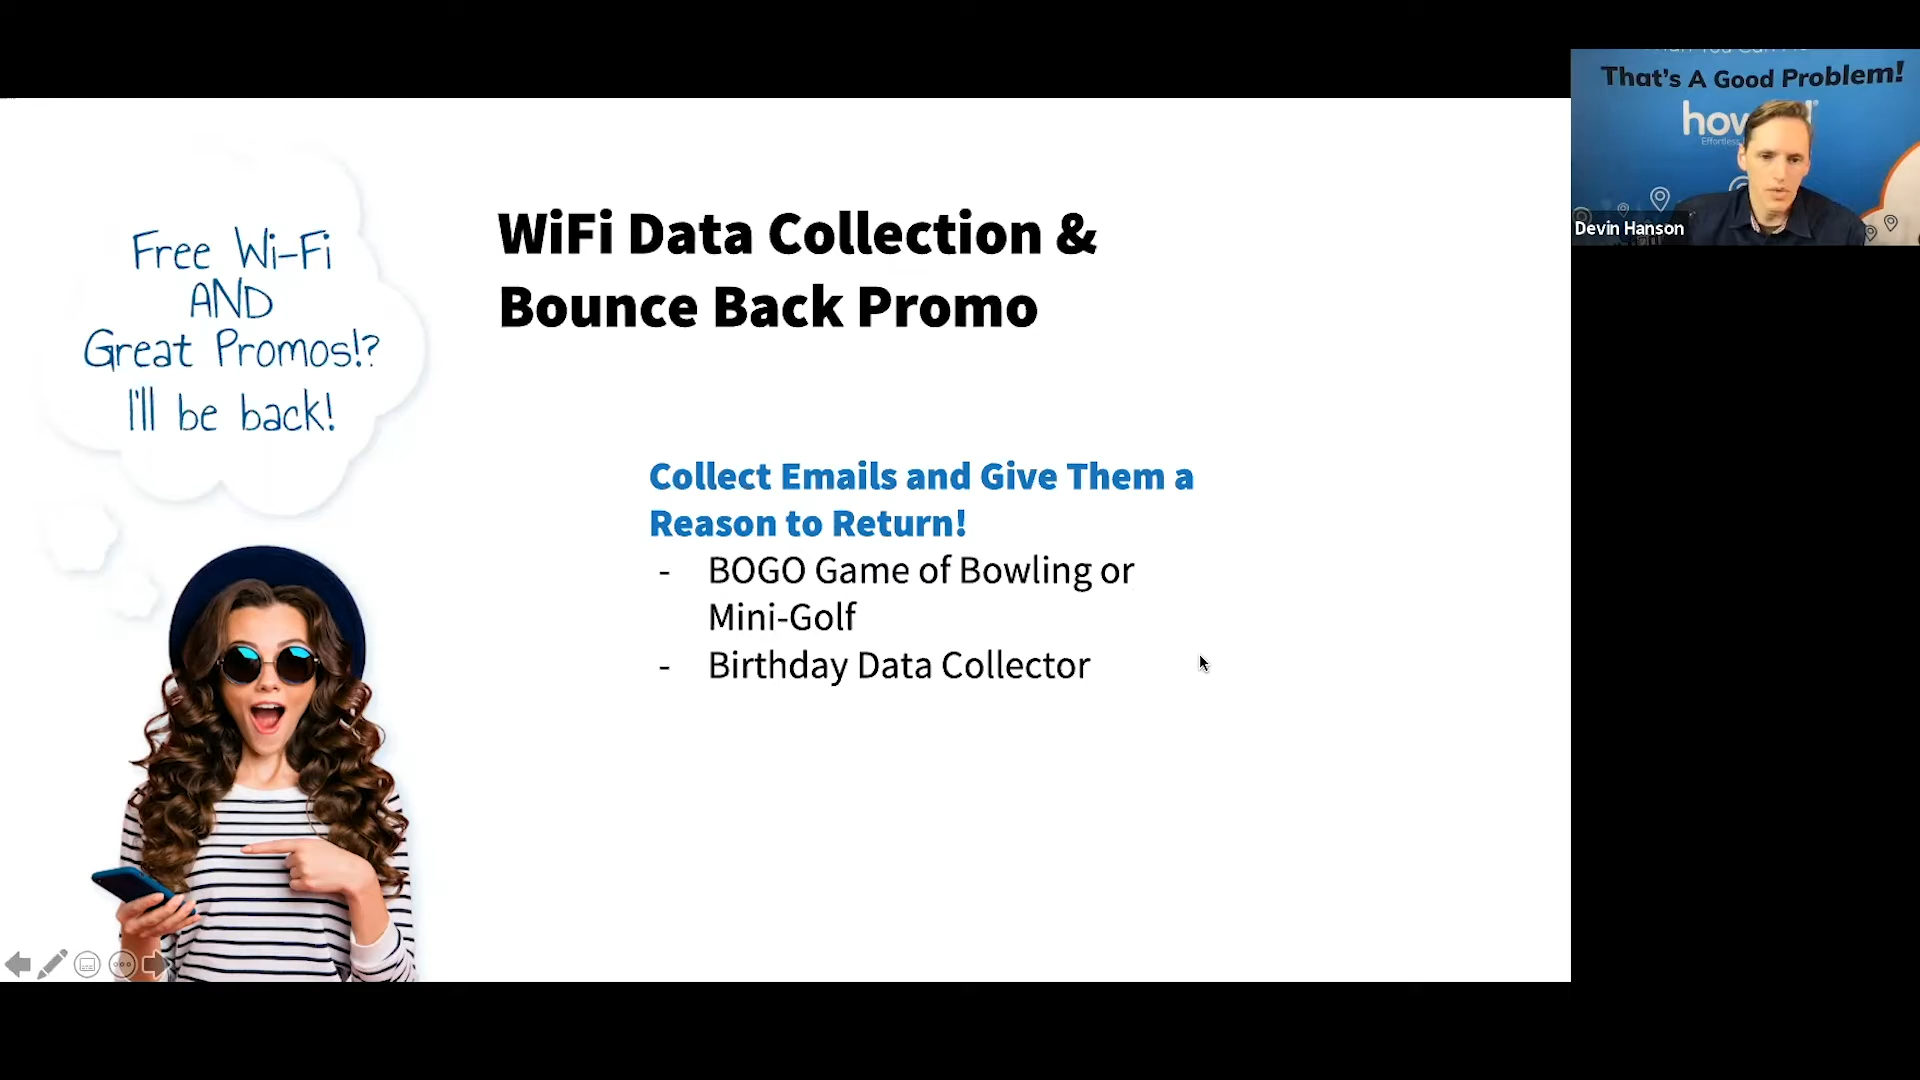 That's A Good Problem!
Devin Hanson
Free Wi-Fi
AND
Great Promos!?
I'll be back!
WiFi Data Collection &
Bounce Back Promo
Collect Emails and Give Them a
Reason to Return!
- BOGO Game of Bowling or
Mini-Golf
- Birthday Data Collector